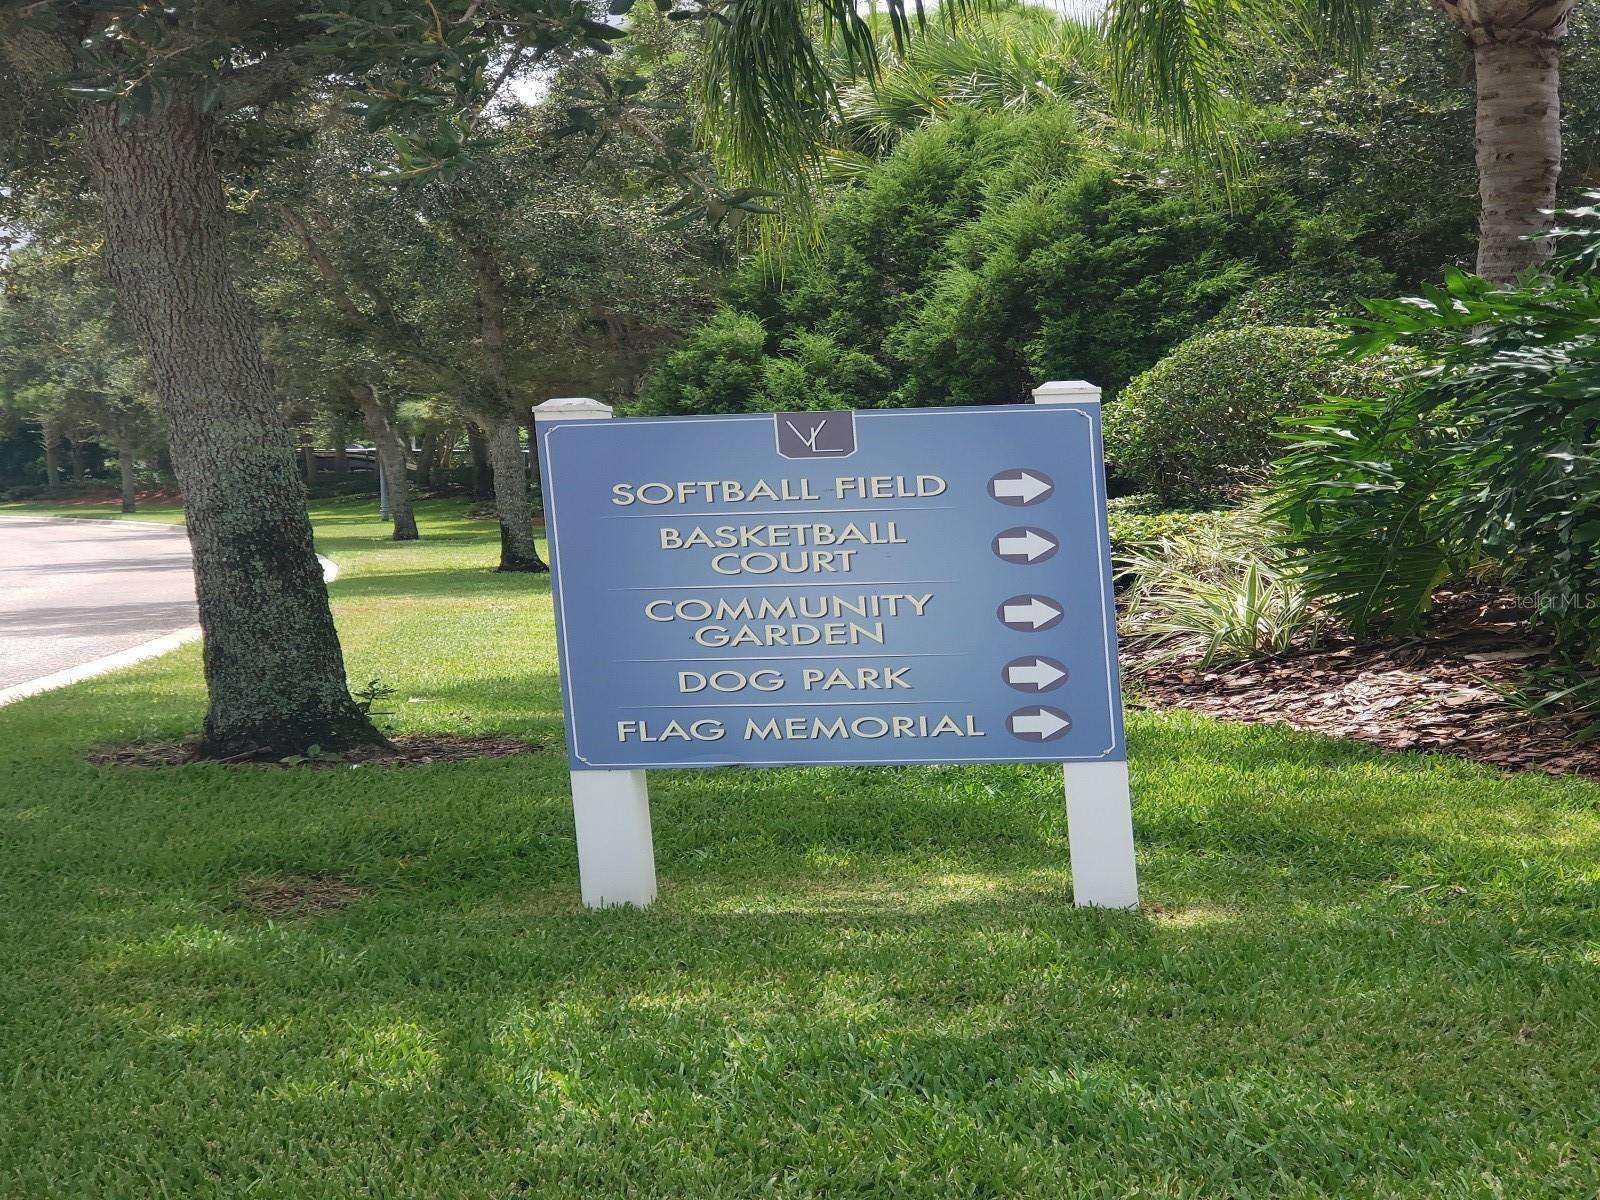 VL
SOFTBALL FIELD
BASKETBALL
COURT
COMMUNITY
GARDEN
DOG PARK
FLAG MEMORIAL
Stellar MLS